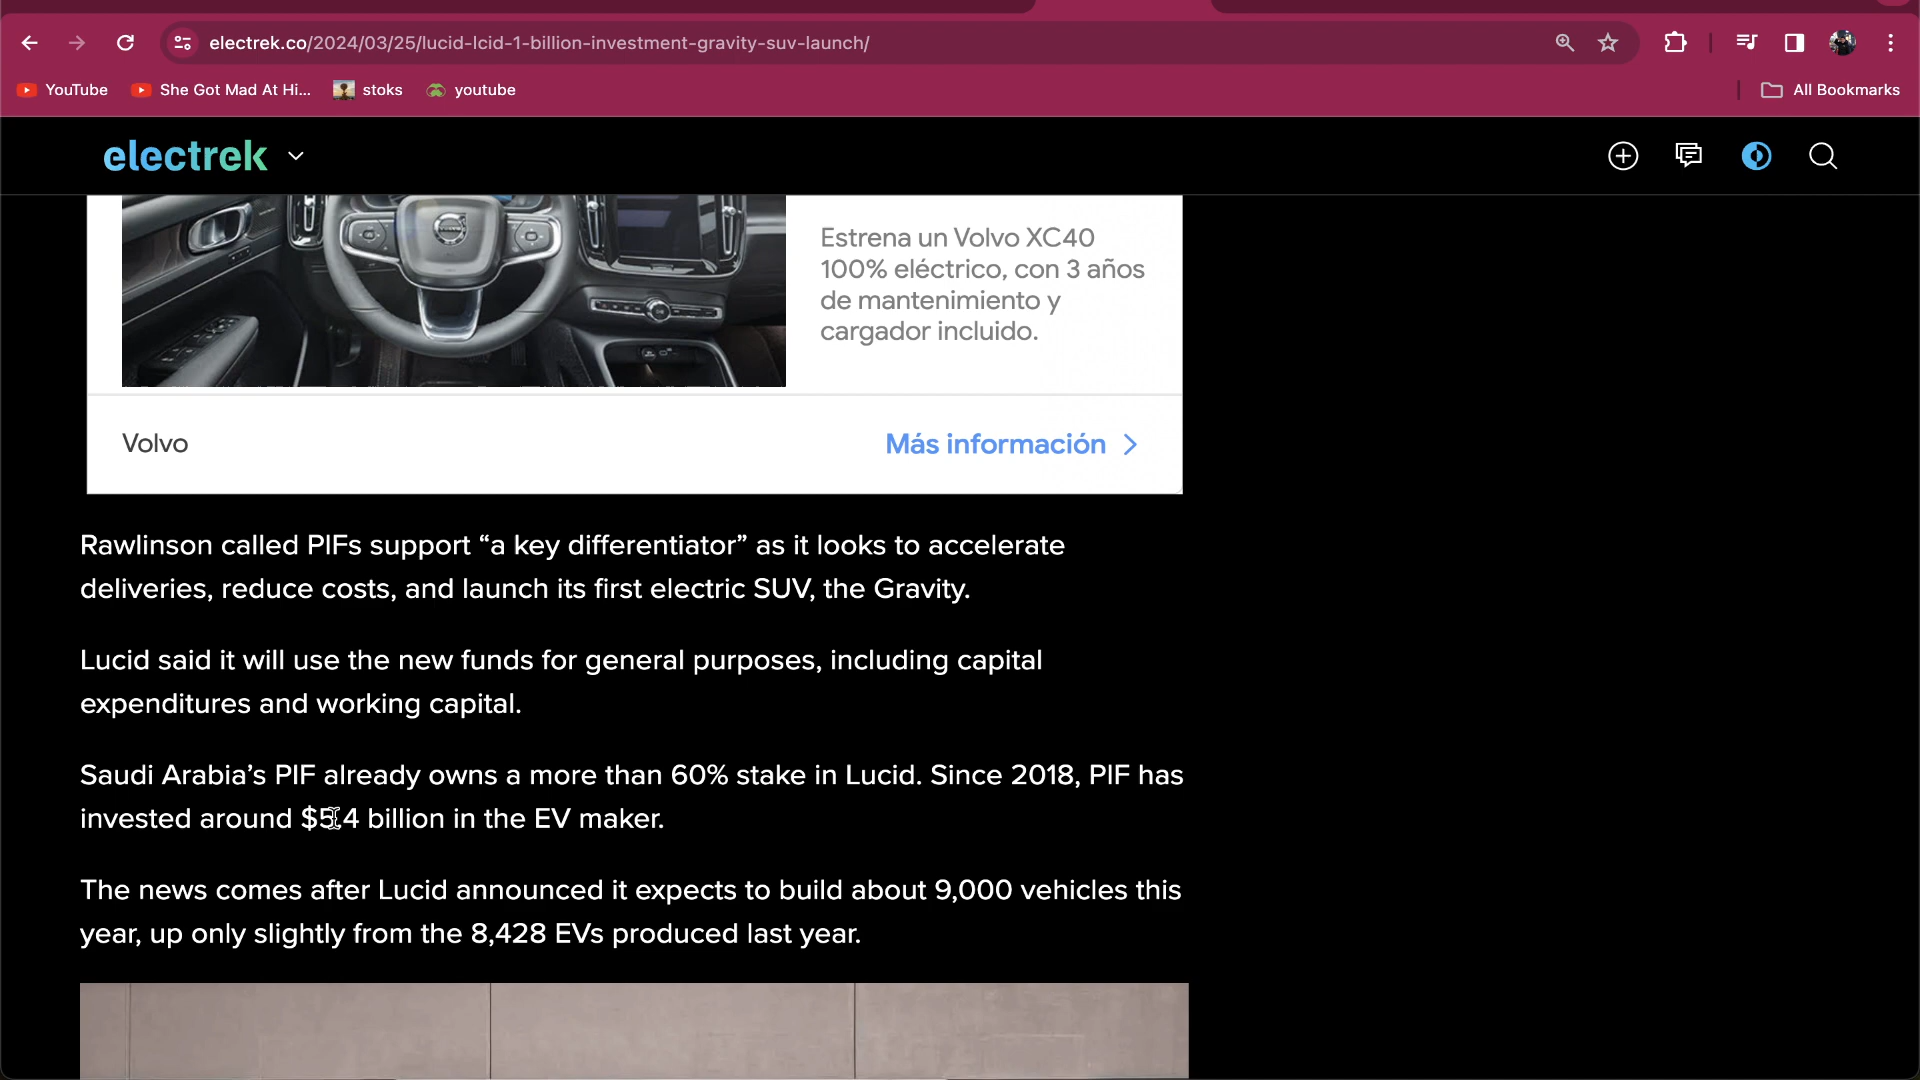 electrek.co/2024/03/25/lucid-lcid-1-billion-investment-gravity-suv-launch/
YouTube
She Got Mad At Hi...
stoks
youtube
All Bookmarks
electrek
Estrena un Volvo XC40
100% eléctrico, con 3 años
de mantenimiento y
cargador incluido.
Volvo
Más información
Rawlinson called PIFs support “a key differentiator” as it looks to accelerate
deliveries, reduce costs, and launch its first electric SUV, the Gravity.
Lucid said it will use the new funds for general purposes, including capital
expenditures and working capital.
Saudi Arabia’s PIF already owns a more than 60% stake in Lucid. Since 2018, PIF has
invested around $5.4 billion in the EV maker.
The news comes after Lucid announced it expects to build about 9,000 vehicles this
year, up only slightly from the 8,428 EVs produced last year.